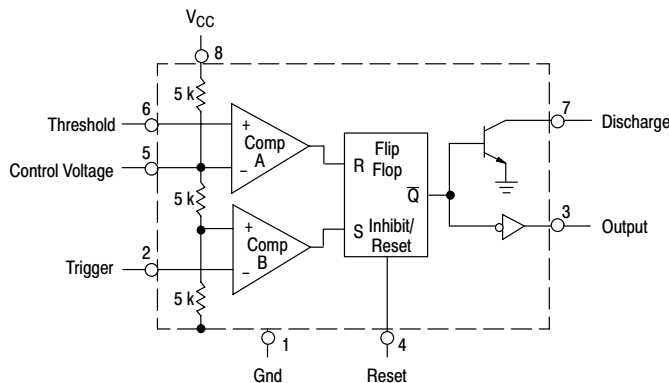 VCC
8
5 k
6
7
Threshold
+
Comp
A
Flip
Flop
Discharge
5
R
Control Voltage
–
Q̅
5 k
3
+
S
Inhibit/
Reset
Output
2
Comp
B
Trigger
–
5 k
1
4
Gnd
Reset